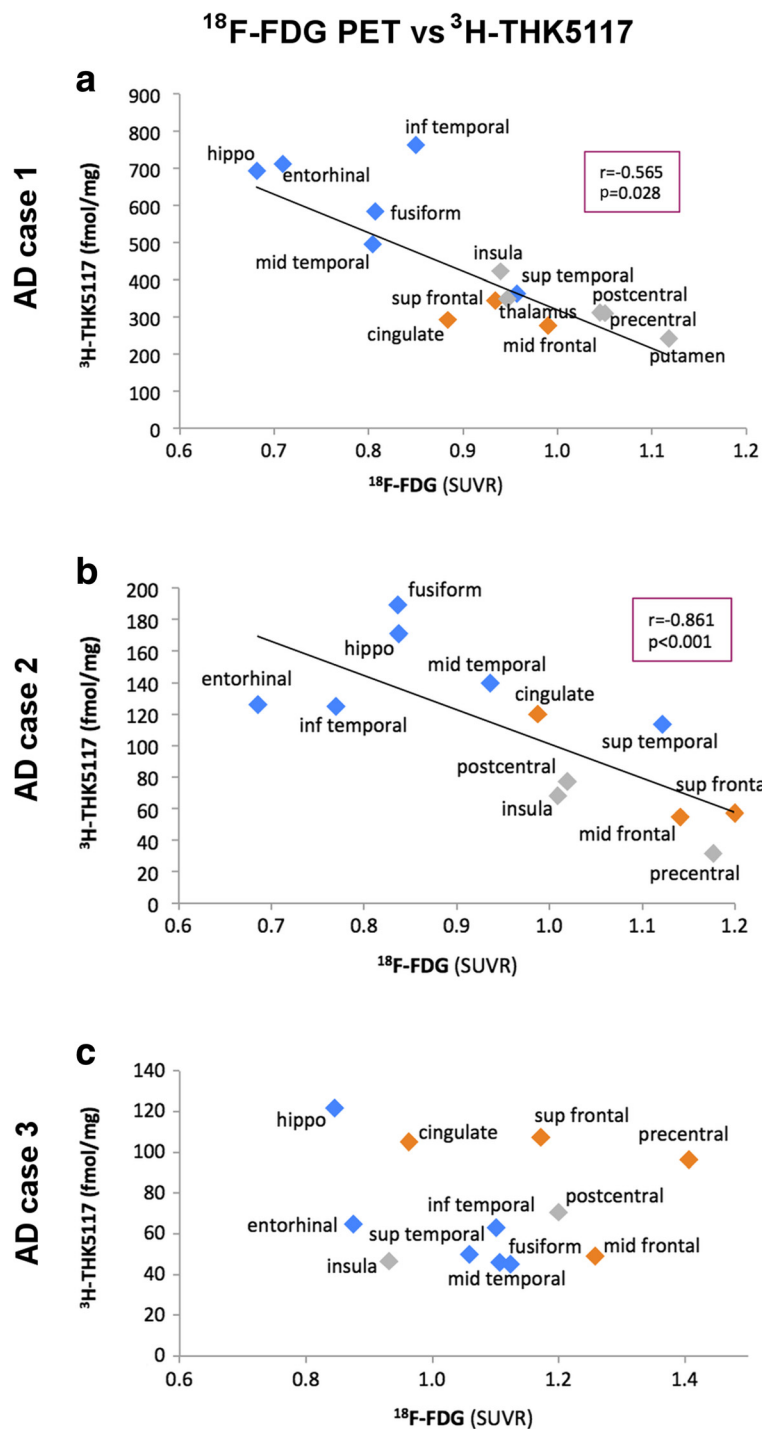 ¹⁸F-FDG PET vs ³H-THK5117
a
AD case 1
³H-THK5117 (fmol/mg)
900
800
700
600
500
400
300
200
100
0
inf temporal
hippo
entorhinal
r=-0.565
p=0.028
fusiform
mid temporal
insula
sup temporal
sup frontal
thalamus
postcentral
cingulate
precentral
mid frontal
putamen
0.6 0.7 0.8 0.9 1.0 1.1 1.2
¹⁸F-FDG (SUVR)
b
AD case 2
³H-THK5117 (fmol/mg)
200
180
160
140
120
100
80
60
40
20
0
fusiform
r=-0.861
p<0.001
hippo
mid temporal
entorhinal
cingulate
inf temporal
sup temporal
postcentral
sup fronta
insula
mid frontal
precentral
0.6 0.7 0.8 0.9 1.0 1.1 1.2
¹⁸F-FDG (SUVR)
c
AD case 3
³H-THK5117 (fmol/mg)
140
120
100
80
60
40
20
0
hippo
cingulate
sup frontal
precentral
inf temporal
postcentral
entorhinal
sup temporal
insula
fusiform
mid frontal
mid temporal
0.6 0.8 1.0 1.2 1.4
¹⁸F-FDG (SUVR)